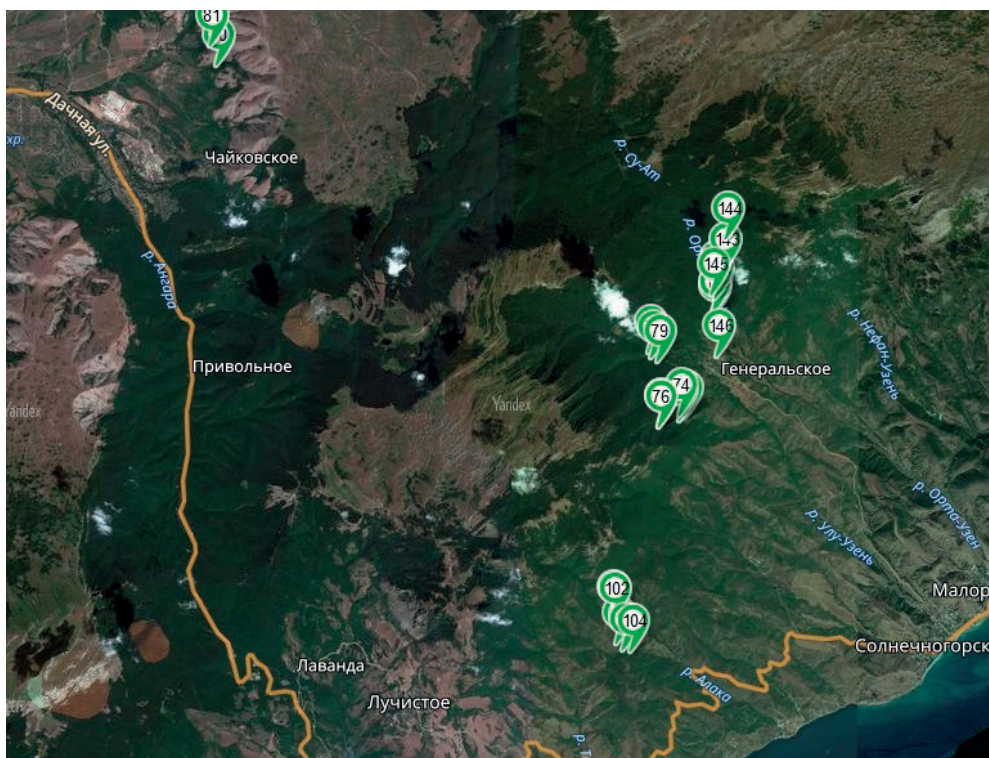 81
Дачная ул.
хр.
Чайковское
р. Су-Ат
144
р. Ор
143
145
р. Ангара
146
79
р. Нефан-узень
Привольное
Генеральское
74
76
Yandex
Yandex
р. Орта-Узен
р. Улу-Узень
102
Малор
104
Солнечногорск
Лаванда
р. Алака
Лучистое
р. Т